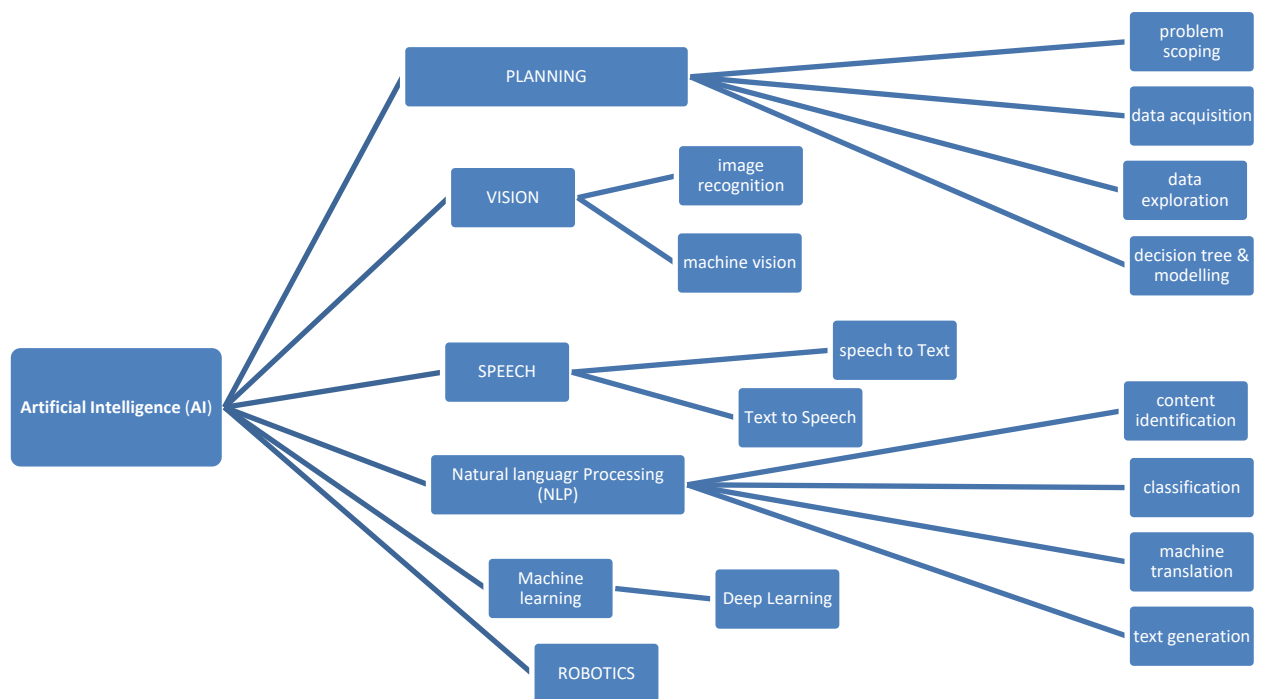 PLANNING
problem
scoping
data acquisition
data
exploration
decision tree &
modelling
VISION
image
recognition
machine vision
Artificial Intelligence (AI)
SPEECH
speech to Text
Text to Speech
Natural languagr Processing
(NLP)
content
identification
classification
machine
translation
text generation
Machine
learning
Deep Learning
ROBOTICS